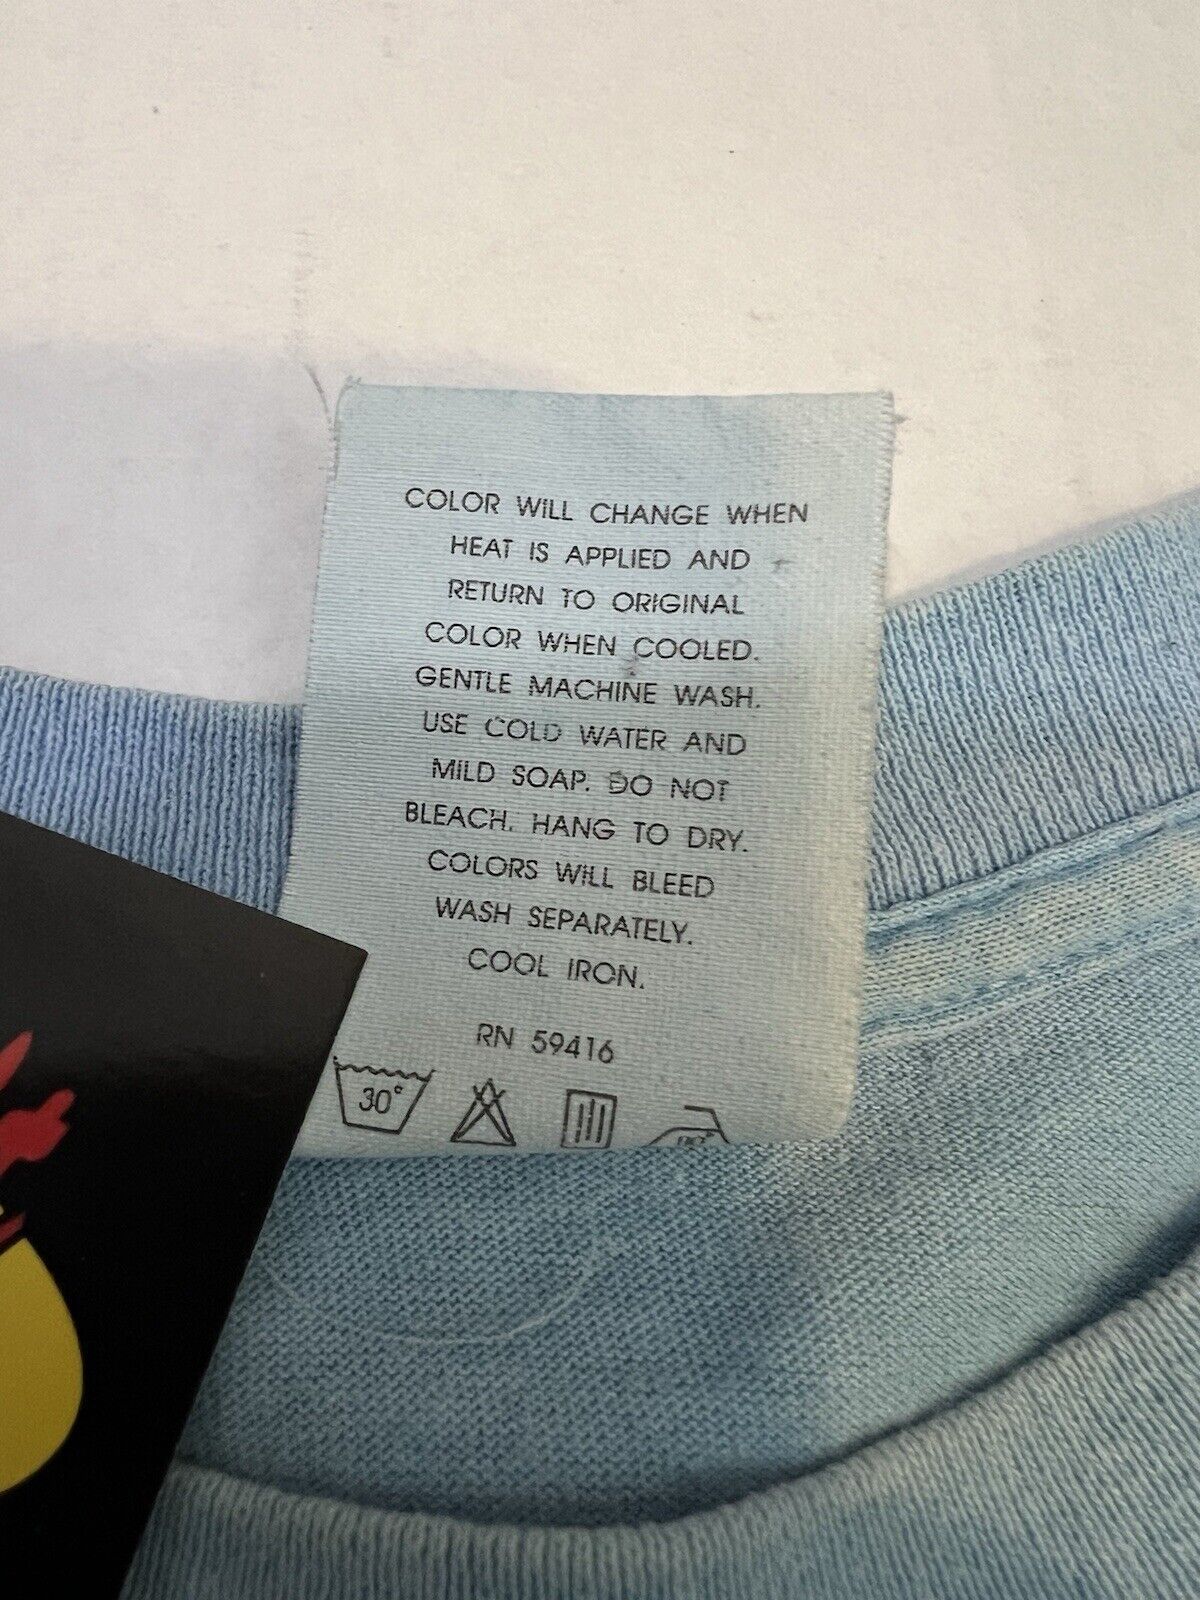 COLOR WILL CHANGE WHEN
HEAT IS APPLIED AND
RETURN TO ORIGINAL
COLOR WHEN COOLED.
GENTLE MACHINE WASH.
USE COLD WATER AND
MILD SOAP. DO NOT
BLEACH. HANG TO DRY.
COLORS WILL BLEED
WASH SEPARATELY.
COOL IRON.
RN 59416
30°